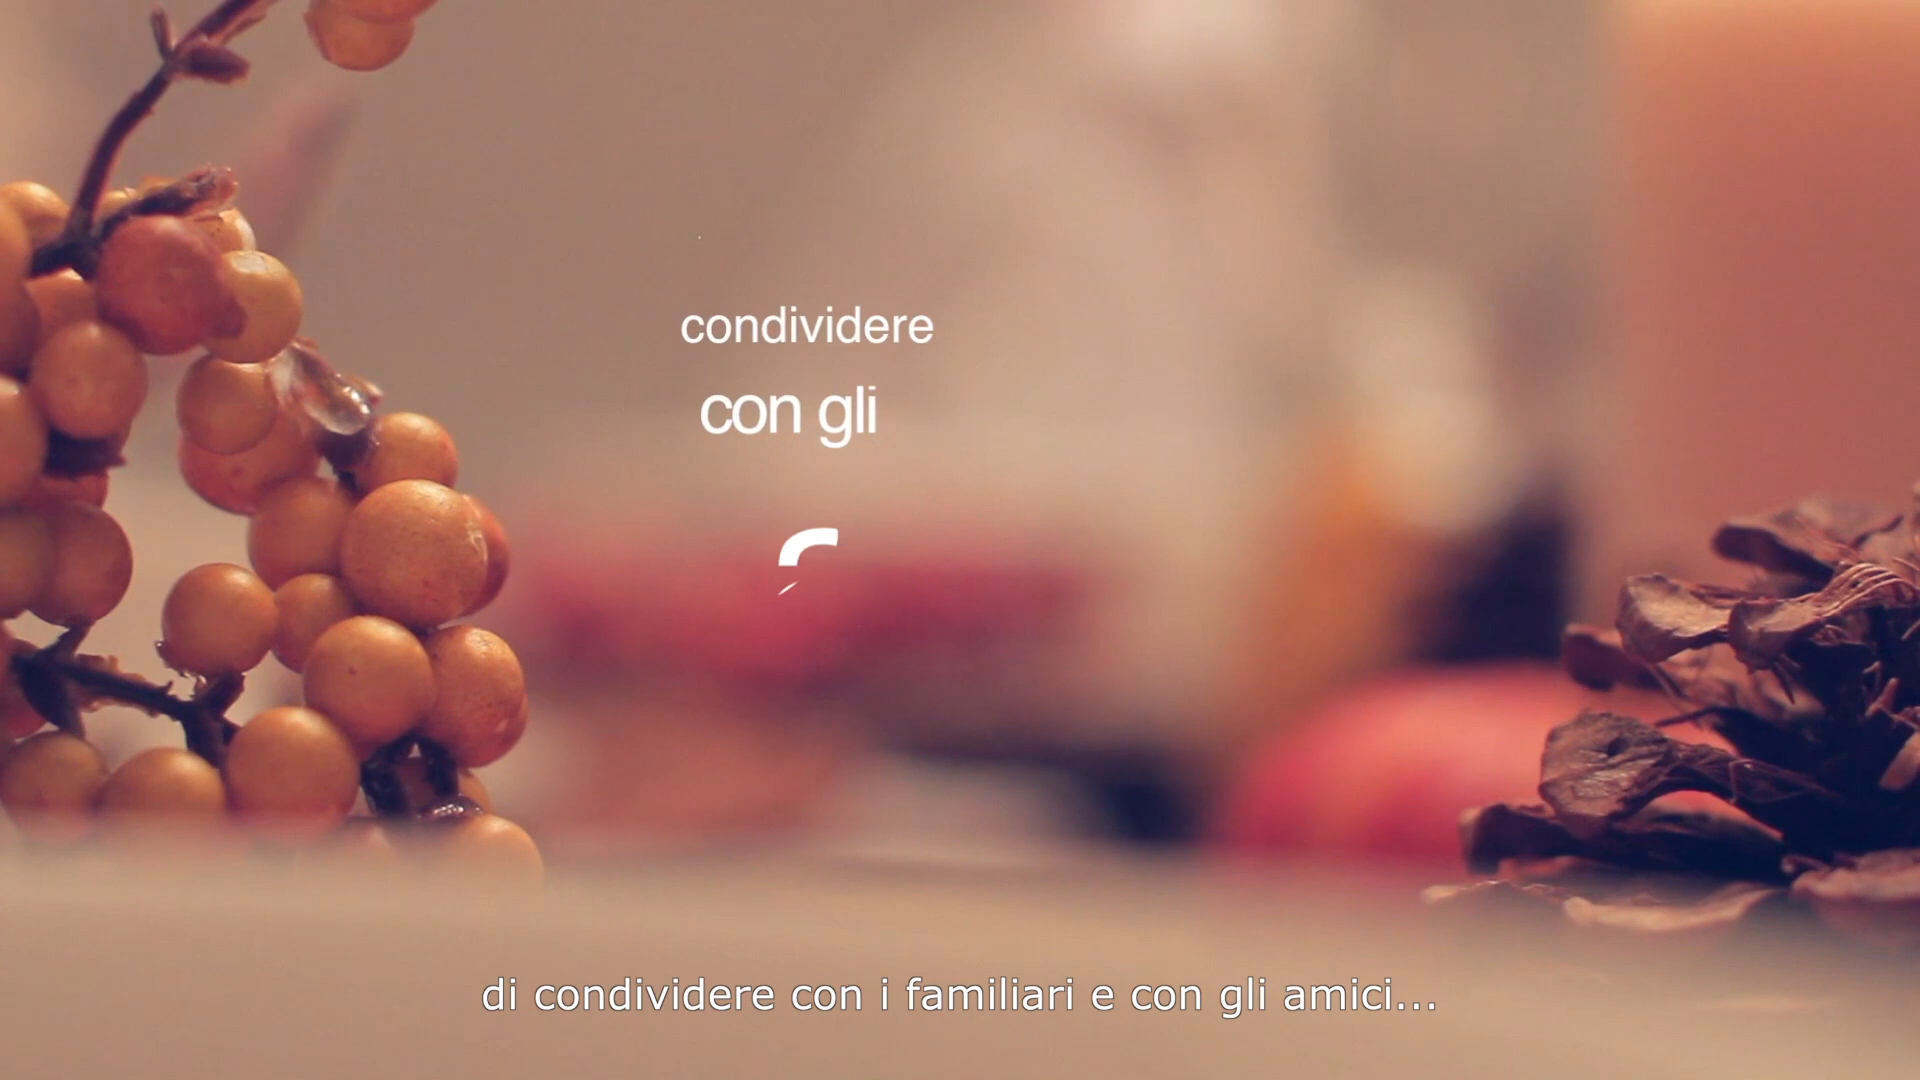 condividere
con gli
di condividere con i familiari e con gli amici...